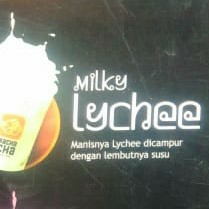 Milky
lychee
Manisnya Lychee dicampur
dengan lembutnya susu